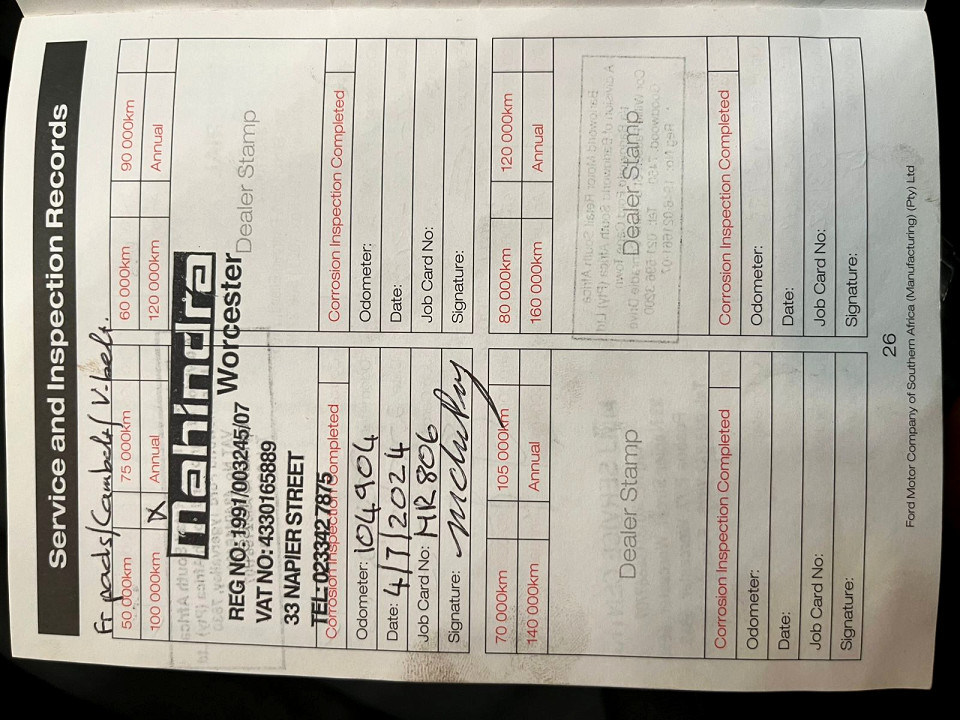 Service and Inspection Records
Fr pads/Cambelt/V-belt.
50 000km 75 000km
100 000km X Annual
mahindra
Worcester
REG NO: 1991/003245/07
VAT NO: 4330165889
33 NAPIER STREET
TEL: 023 342 7875
Corrosion Inspection Completed
Odometer: 104904
Date: 4/7/2024
Job Card No: MR806
Signature:
60 000km 90 000km
120 000km Annual
Dealer Stamp
Corrosion Inspection Completed
Odometer:
Date:
Job Card No:
Signature:
70 000km 105 000km
140 000km Annual
Dealer Stamp
Corrosion Inspection Completed
Odometer:
Date:
Job Card No:
Signature:
80 000km 120 000km
160 000km Annual
Dealer Stamp
Corrosion Inspection Completed
Odometer:
Date:
Job Card No:
Signature:
26
Ford Motor Company of Southern Africa (Manufacturing) (Pty) Ltd